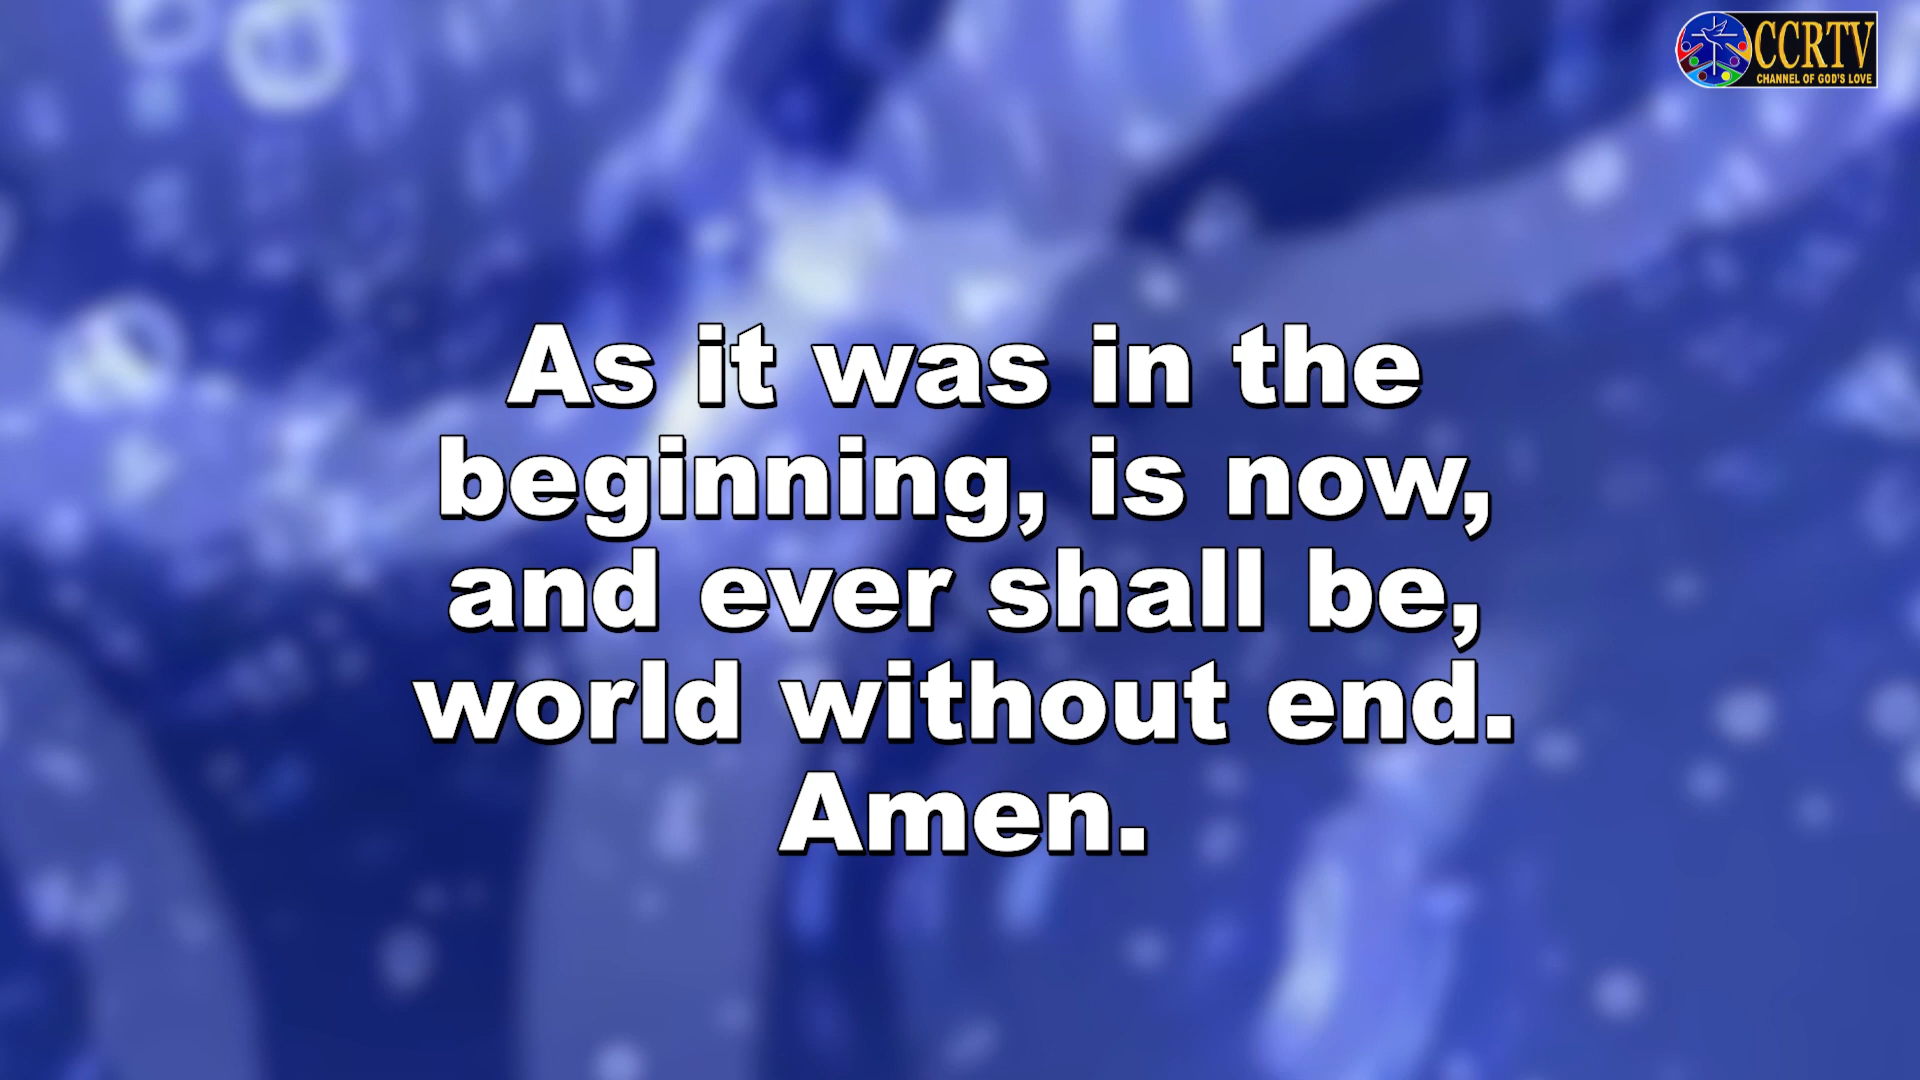 CCRTV
CHANNEL OF GOD'S LOVE
As it was in the
beginning, is now,
and ever shall be,
world without end.
Amen.